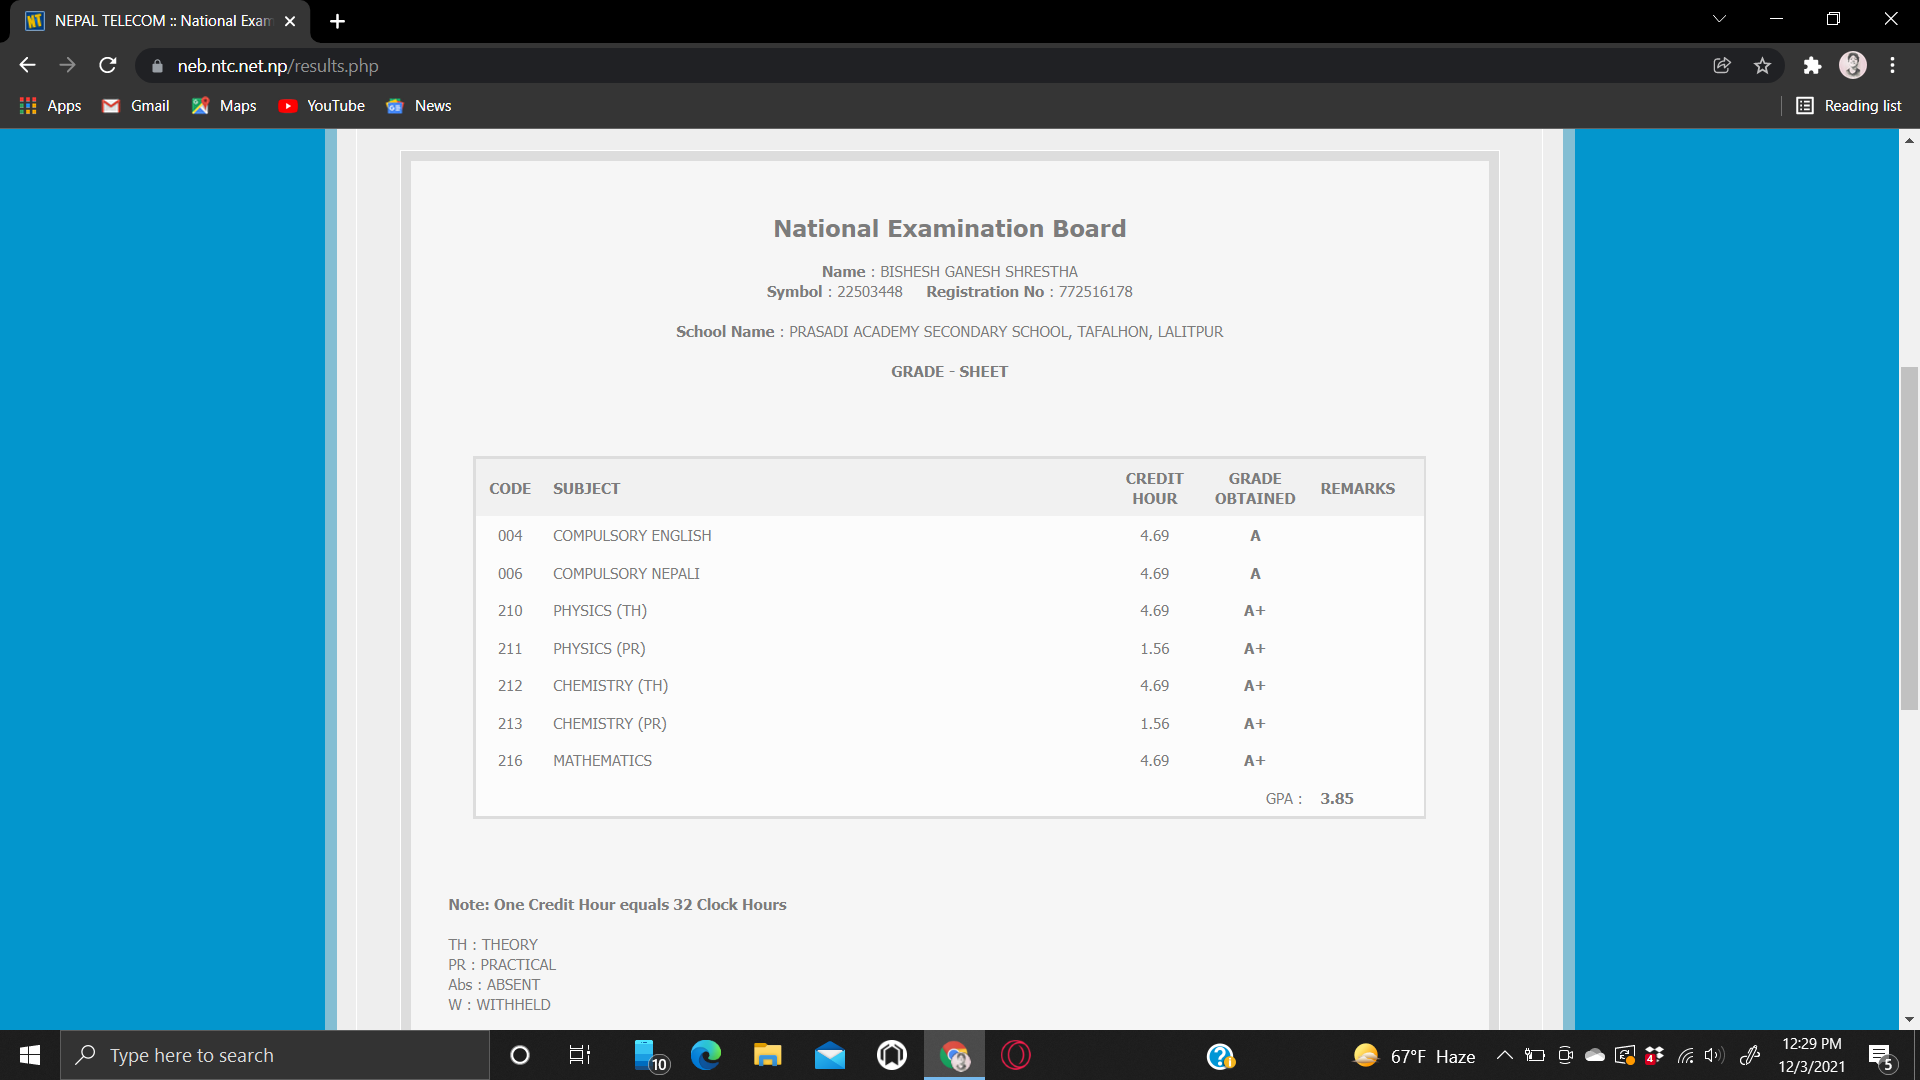 NEPAL TELECOM :: National Exam
neb.ntc.net.np/results.php
Apps Gmail Maps YouTube News Reading list
National Examination Board
Name : BISHESH GANESH SHRESTHA
Symbol : 22503448 Registration No : 772516178
School Name : PRASADI ACADEMY SECONDARY SCHOOL, TAFALHON, LALITPUR
GRADE - SHEET
CODE SUBJECT CREDIT HOUR GRADE OBTAINED REMARKS
004 COMPULSORY ENGLISH 4.69 A
006 COMPULSORY NEPALI 4.69 A
210 PHYSICS (TH) 4.69 A+
211 PHYSICS (PR) 1.56 A+
212 CHEMISTRY (TH) 4.69 A+
213 CHEMISTRY (PR) 1.56 A+
216 MATHEMATICS 4.69 A+
GPA : 3.85
Note: One Credit Hour equals 32 Clock Hours
TH : THEORY
PR : PRACTICAL
Abs : ABSENT
W : WITHHELD
Type here to search 10 67°F Haze 4 12:29 PM
12/3/2021 5